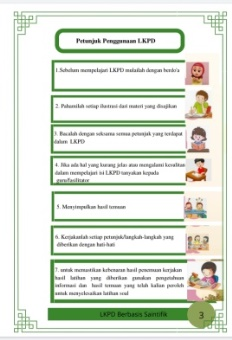 Petunjuk Penggunaan LKPD
1.Sebelum mempelajari LKPD mulailah dengan berdo'a
2. Pahamilah setiap ilustrasi dari materi yang disajikan
3. Bacalah dengan seksama semua petunjuk yang terdapat
dalam LKPD
4. Jika ada hal yang kurang jelas atau mengalami kesulitan
dalam mempelajari isi LKPD tanyakan kepada
guru/fasilitator
5. Menyimpulkan hasil temuan
6. Kerjakanlah setiap petunjuk/langkah-langkah yang
diberikan dengan hati-hati
7. untuk memastikan kebenaran hasil penemuan kerjakan
hasil latihan yang diberikan gunakan pengetahuan
informasi dan hasil temuan yang telah kalian peroleh
untuk menyelesaikan latihan soal
LKPD Berbasis Saintifik
3